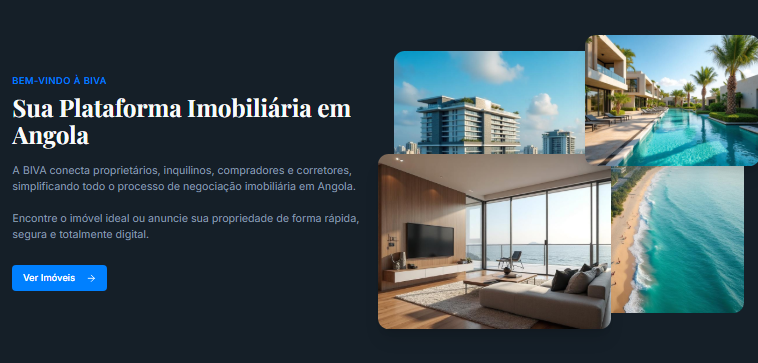 BEM-VINDO À BIVA
Sua Plataforma Imobiliária em
Angola
A BIVA conecta proprietários, inquilinos, compradores e corretores,
simplificando todo o processo de negociação imobiliária em Angola.
Encontre o imóvel ideal ou anuncie sua propriedade de forma rápida,
segura e totalmente digital.
Ver Imóveis →